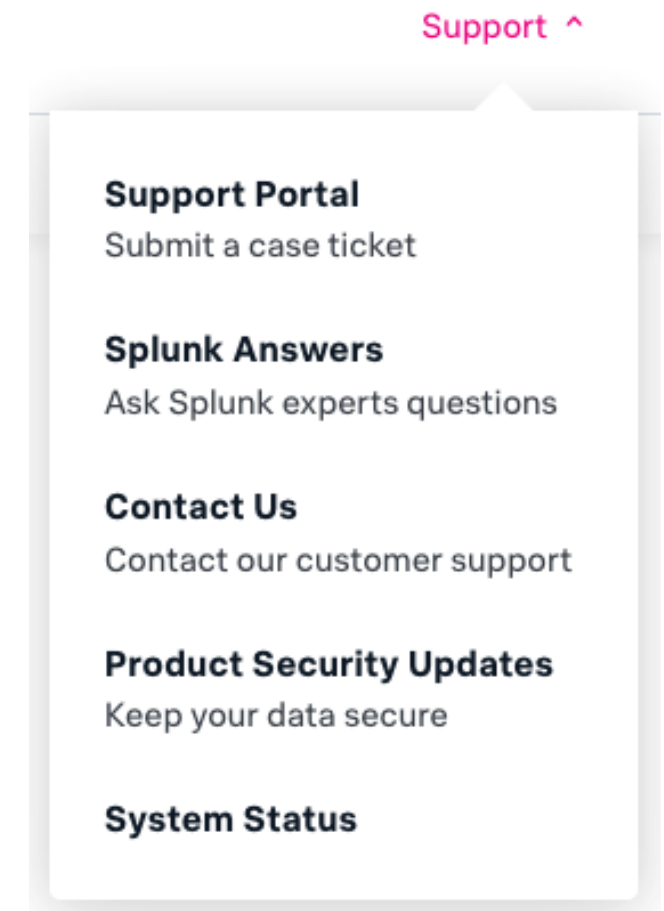 Support
Support Portal
Submit a case ticket
Splunk Answers
Ask Splunk experts questions
Contact Us
Contact our customer support
Product Security Updates
Keep your data secure
System Status